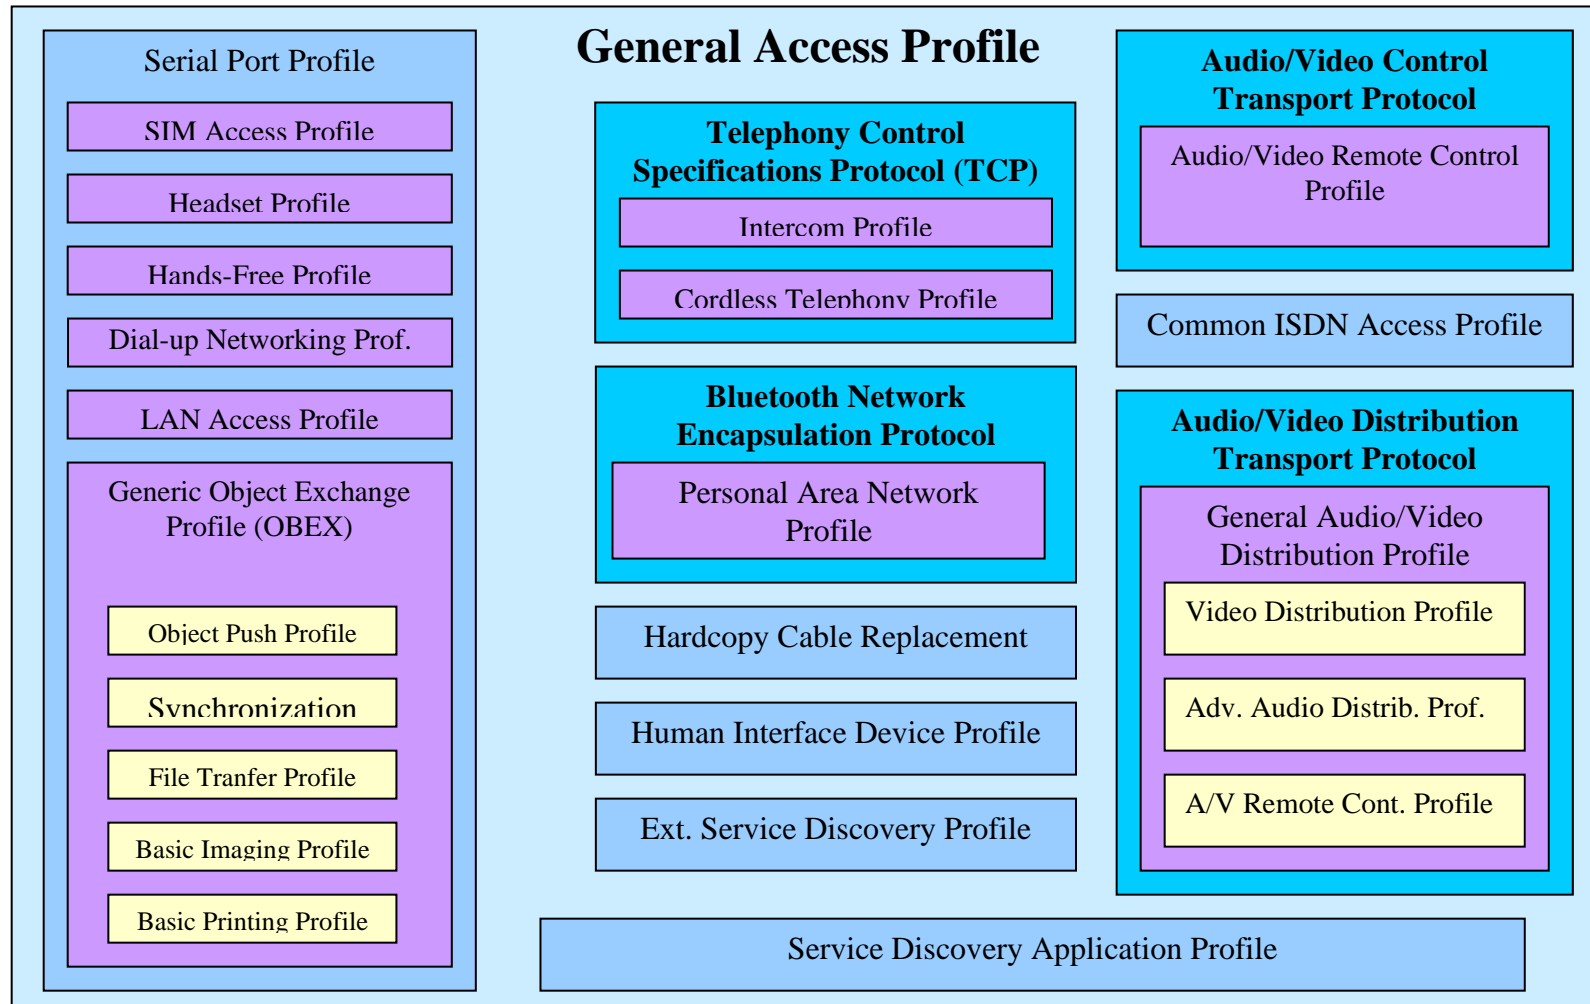 General Access Profile
Serial Port Profile
SIM Access Profile
Headset Profile
Hands-Free Profile
Dial-up Networking Prof.
LAN Access Profile
Generic Object Exchange
Profile (OBEX)
Object Push Profile
Synchronization
File Tranfer Profile
Basic Imaging Profile
Basic Printing Profile
Telephony Control
Specifications Protocol (TCP)
Intercom Profile
Cordless Telephony Profile
Bluetooth Network
Encapsulation Protocol
Personal Area Network
Profile
Hardcopy Cable Replacement
Human Interface Device Profile
Ext. Service Discovery Profile
Audio/Video Control
Transport Protocol
Audio/Video Remote Control
Profile
Common ISDN Access Profile
Audio/Video Distribution
Transport Protocol
General Audio/Video
Distribution Profile
Video Distribution Profile
Adv. Audio Distrib. Prof.
A/V Remote Cont. Profile
Service Discovery Application Profile